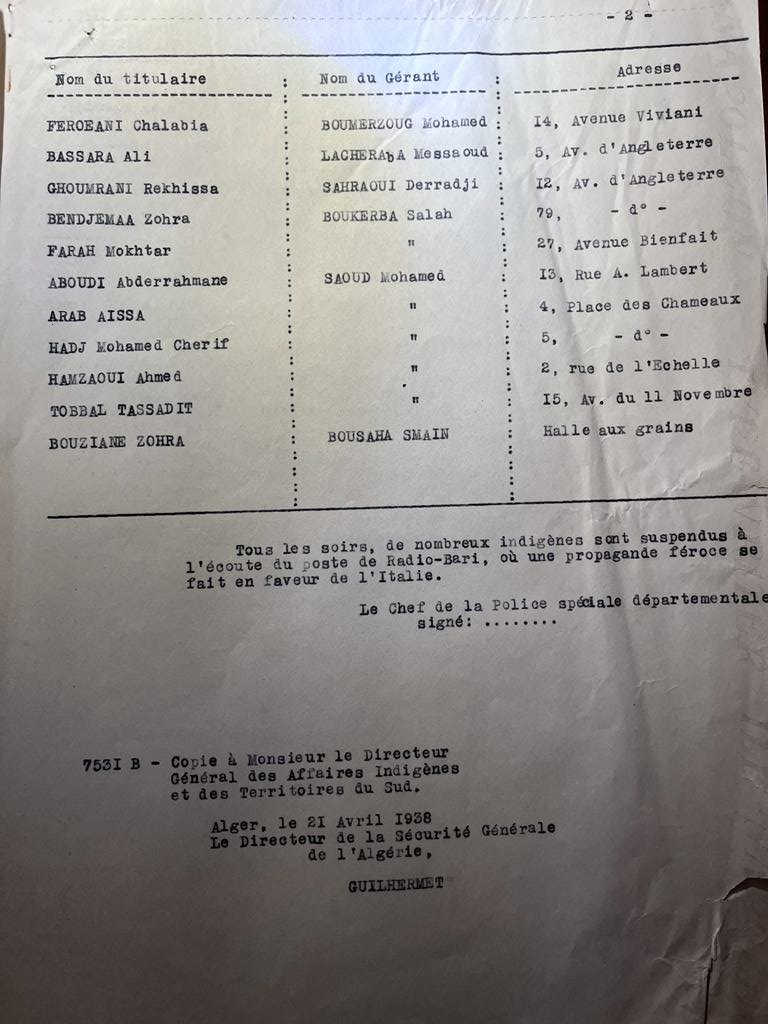 - 2 -
Nom du titulaire : Nom du Gérant : Adresse
FEROEANI Chalabia : BOUMERZOUG Mohamed : 14, Avenue Viviani
BASSARA Ali : LACHERAbA Messaoud : 5, Av. d'Angleterre
GHOUMRANI Rekhissa : SAHRAOUI Derradji : 12, Av. d'Angleterre
BENDJEMAA Zohra : BOUKERBA Salah : 79, - d° -
FARAH Mokhtar : " : 27, Avenue Bienfait
ABOUDI Abderrahmane : SAOUD Mohamed : 13, Rue A. Lambert
ARAB AISSA : " : 4, Place des Chameaux
HADJ Mohamed Cherif : " : 5, - d° -
HAMZAOUI Ahmed : " : 2, rue de l'Echelle
TOBBAL TASSADIT : " : 15, Av. du 11 Novembre
BOUZIANE ZOHRA : BOUSAHA SMAIN : Halle aux grains
Tous les soirs, de nombreux indigènes sont suspendus à
l'écoute du poste de Radio-Bari, où une propagande féroce se
fait en faveur de l'Italie.
Le Chef de la Police spéciale départementale
signé: ........
753I B - Copie à Monsieur le Directeur
Général des Affaires Indigènes
et des Territoires du Sud.
Alger, le 2I Avril I938
Le Directeur de la Sécurité Générale
de l'Algérie,
GUILHERMET